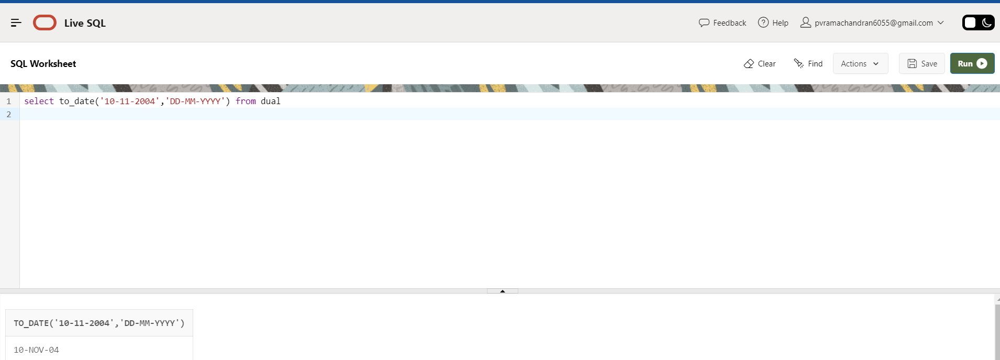 Live SQL
Feedback Help pvramachandran6055@gmail.com
SQL Worksheet
Clear Find Actions Save Run
1 select to_date('10-11-2004','DD-MM-YYYY') from dual
2
TO_DATE('10-11-2004','DD-MM-YYYY')
10-NOV-04